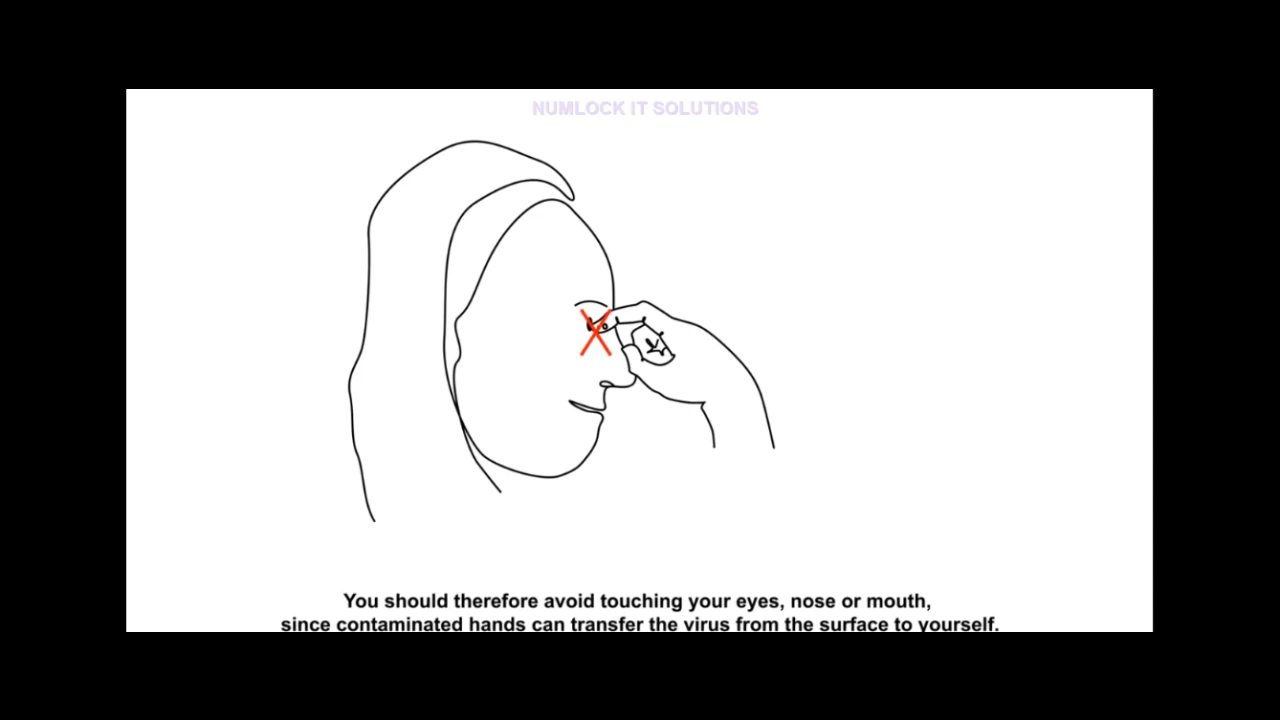 NUMLOCK IT SOLUTIONS
You should therefore avoid touching your eyes, nose or mouth,
since contaminated hands can transfer the virus from the surface to yourself.